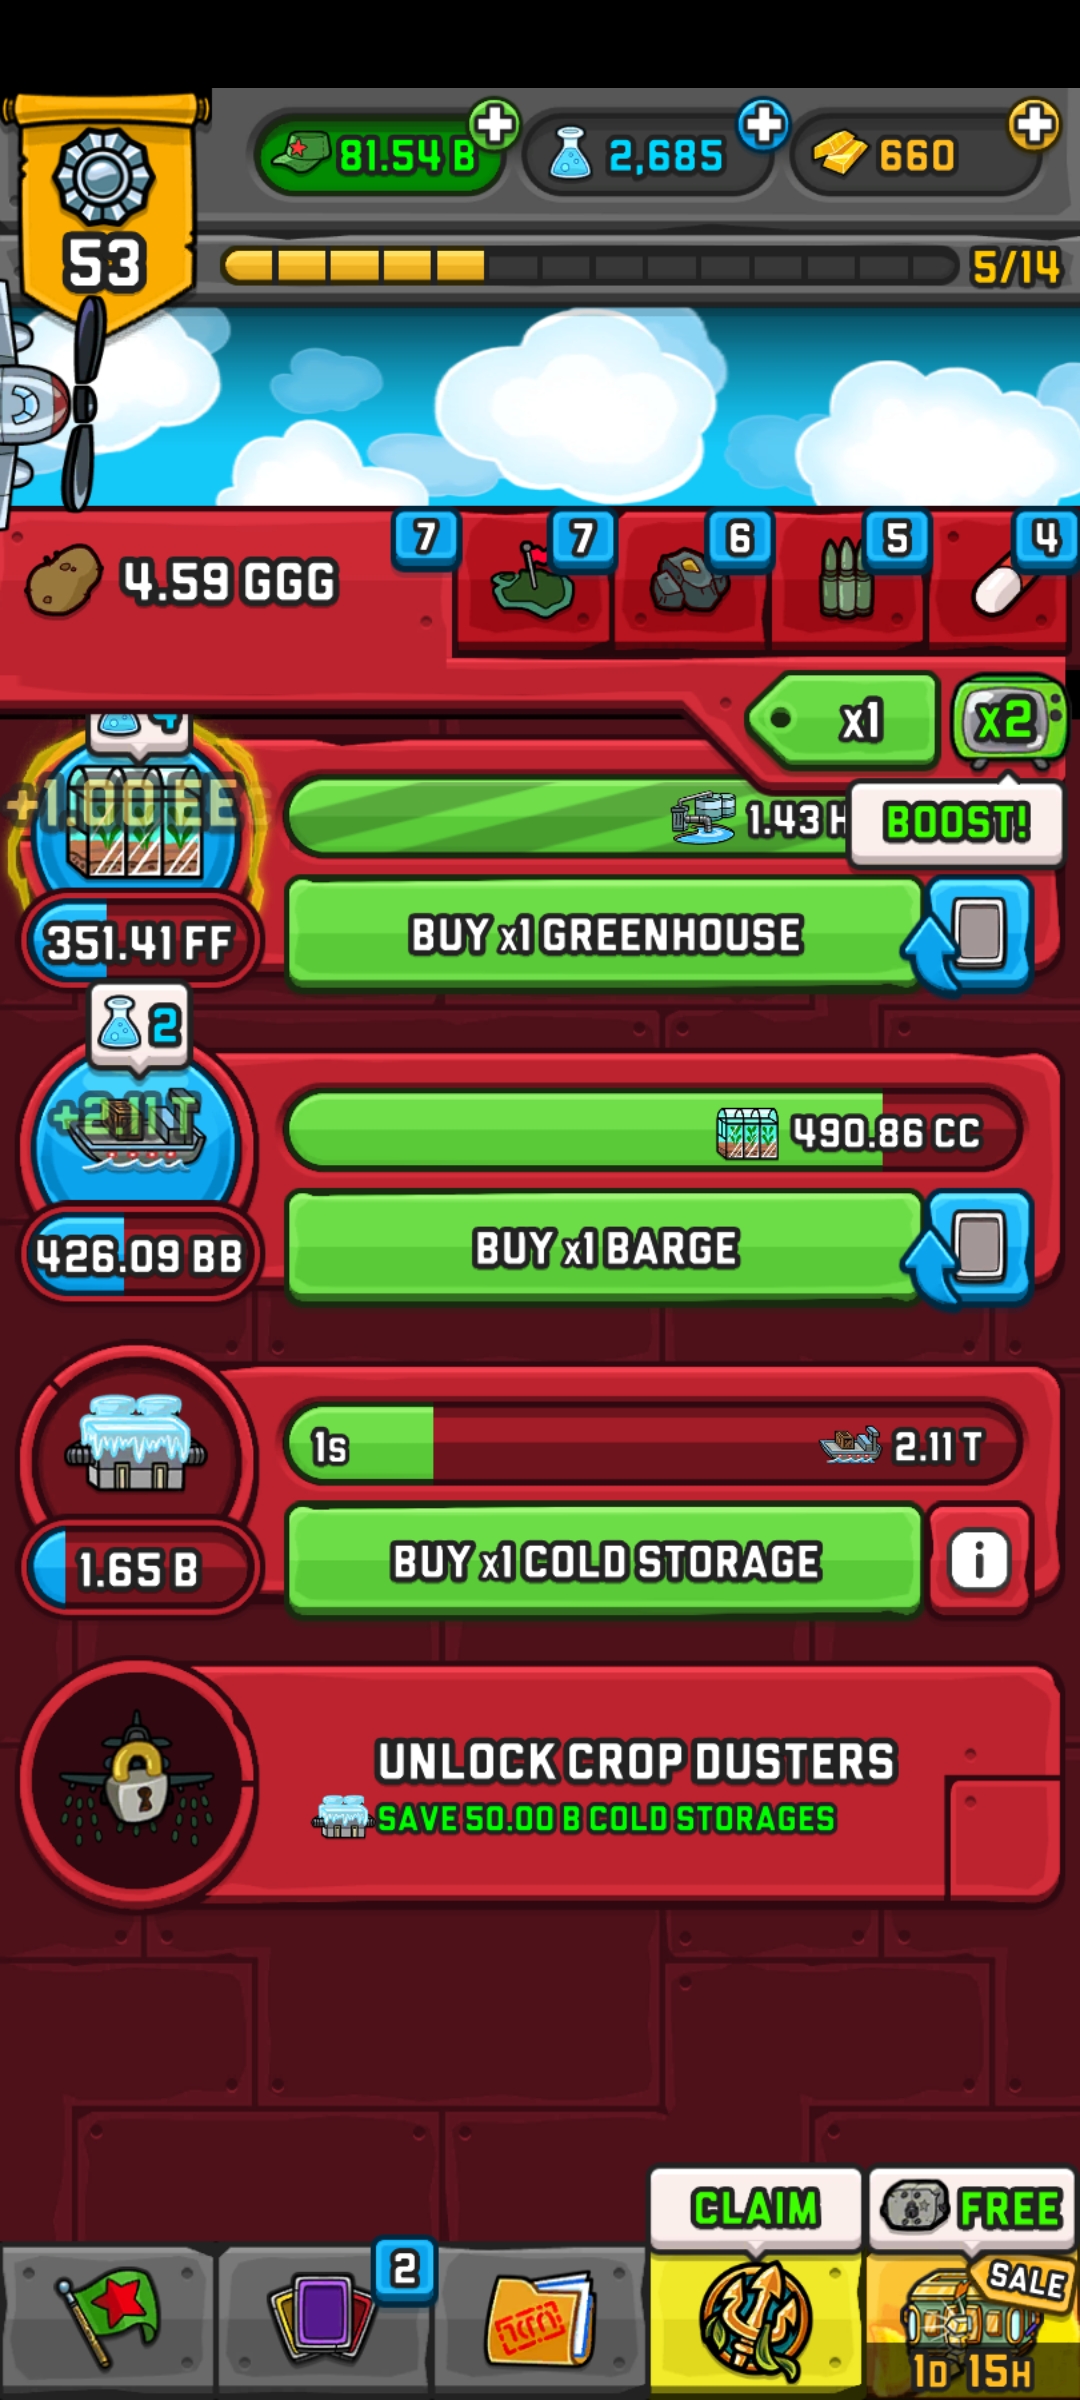 81.54 B
2,685
660
53
5/14
4.59 GGG
7
7
6
5
4
x1
x2
4
+1.00 EE
1.43 H
BOOST!
351.41 FF
BUY x1 GREENHOUSE
2
+2.11 T
490.86 CC
426.09 BB
BUY x1 BARGE
1s
2.11 T
1.65 B
BUY x1 COLD STORAGE
i
UNLOCK CROP DUSTERS
SAVE 50.00 B COLD STORAGES
CLAIM
FREE
2
SALE
1D 15H